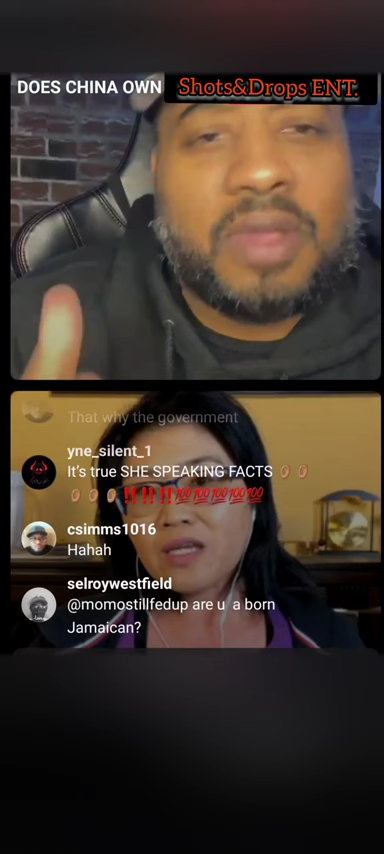 DOES CHINA OWN
Shots&Drops ENT.
That why the government
yne_silent_1
It's true SHE SPEAKING FACTS 🥔🥔
🥔🥔🥔‼️‼️‼️💯💯💯💯💯
csimms1016
Hahah
selroywestfield
@momostillfedup are u a born
Jamaican?